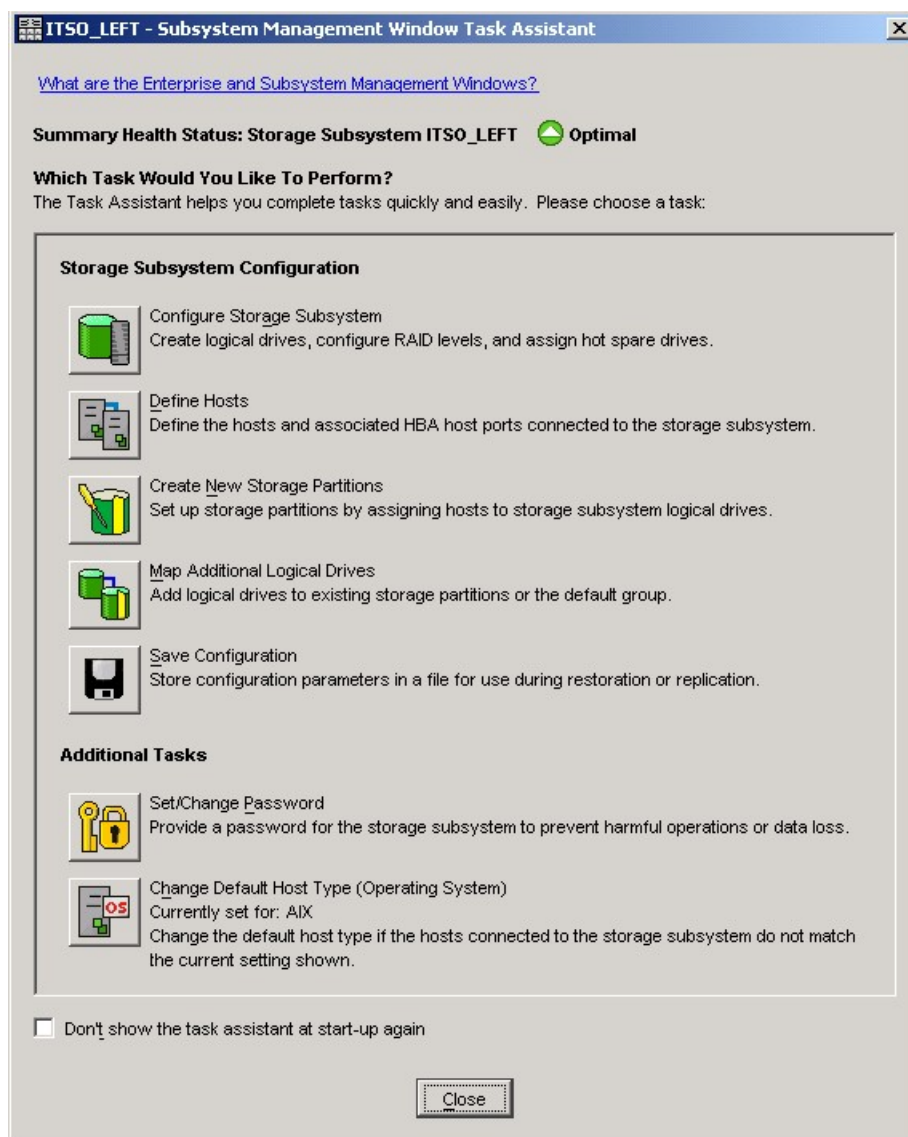 ITSO_LEFT - Subsystem Management Window Task Assistant
What are the Enterprise and Subsystem Management Windows?
Summary Health Status: Storage Subsystem ITSO_LEFT Optimal
Which Task Would You Like To Perform?
The Task Assistant helps you complete tasks quickly and easily. Please choose a task:
Storage Subsystem Configuration
Configure Storage Subsystem
Create logical drives, configure RAID levels, and assign hot spare drives.
Define Hosts
Define the hosts and associated HBA host ports connected to the storage subsystem.
Create New Storage Partitions
Set up storage partitions by assigning hosts to storage subsystem logical drives.
Map Additional Logical Drives
Add logical drives to existing storage partitions or the default group.
Save Configuration
Store configuration parameters in a file for use during restoration or replication.
Additional Tasks
Set/Change Password
Provide a password for the storage subsystem to prevent harmful operations or data loss.
Change Default Host Type (Operating System)
OS
Currently set for: AIX
Change the default host type if the hosts connected to the storage subsystem do not match
the current setting shown.
Don't show the task assistant at start-up again
Close